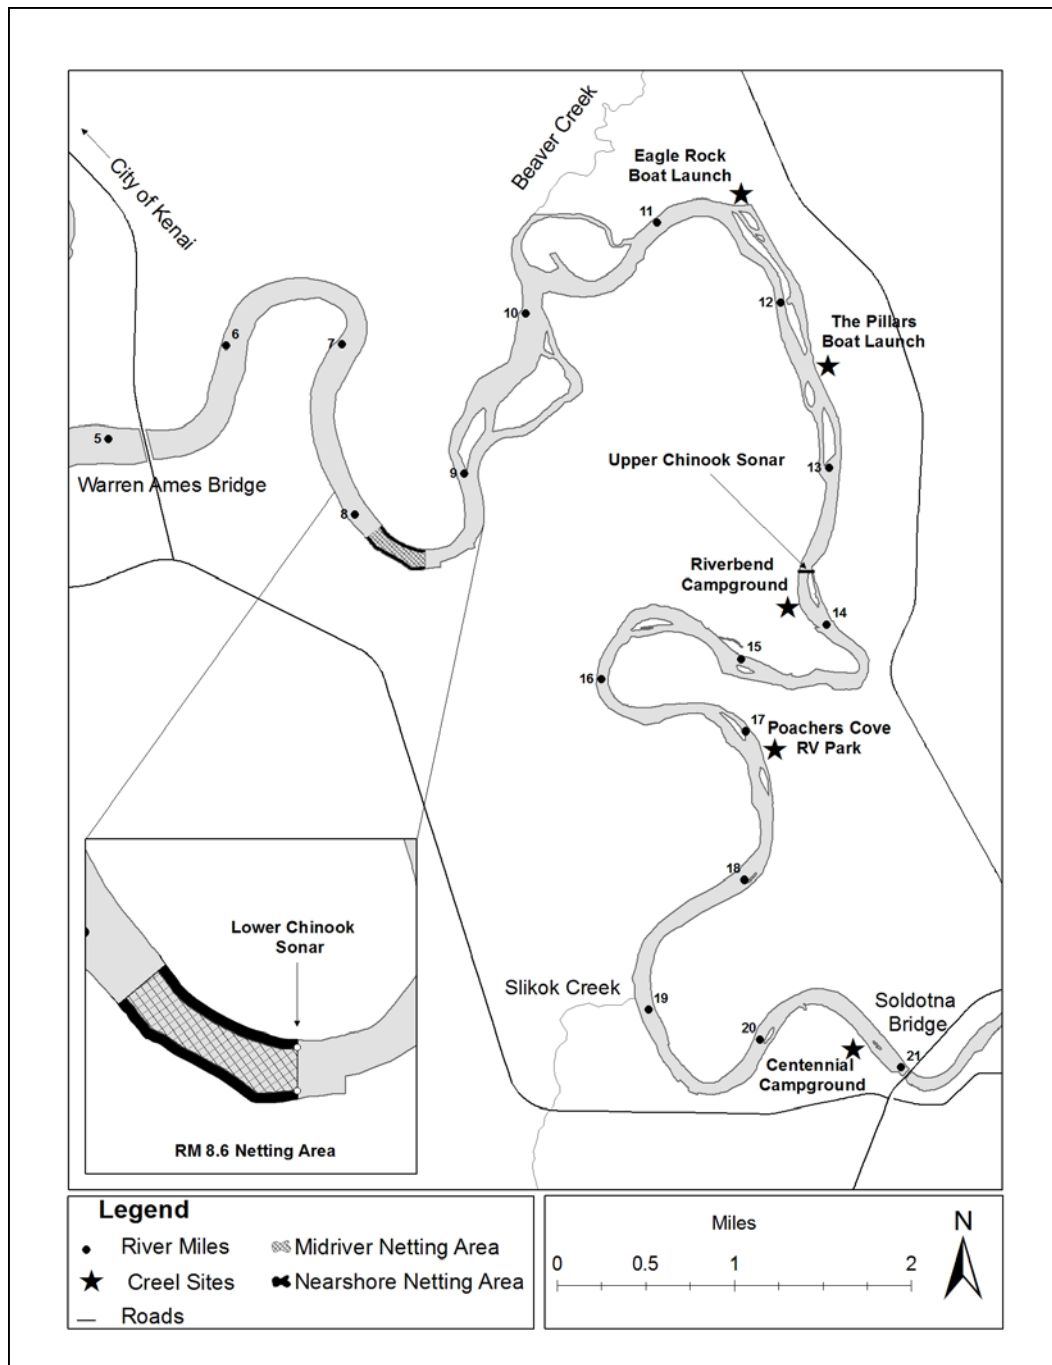 Beaver Creek
City of Kenai
Eagle Rock
Boat Launch
11
12
10
6
7
The Pillars
Boat Launch
5
Warren Ames Bridge
9
8
Upper Chinook Sonar
13
Riverbend
Campground
14
15
16
17
Poachers Cove
RV Park
18
Slikok Creek
19
20
Soldotna
Bridge
21
Centennial
Campground
Lower Chinook
Sonar
RM 8.6 Netting Area
Legend
River Miles
Midriver Netting Area
Creel Sites
Nearshore Netting Area
Roads
Miles
0 0.5 1 2
N